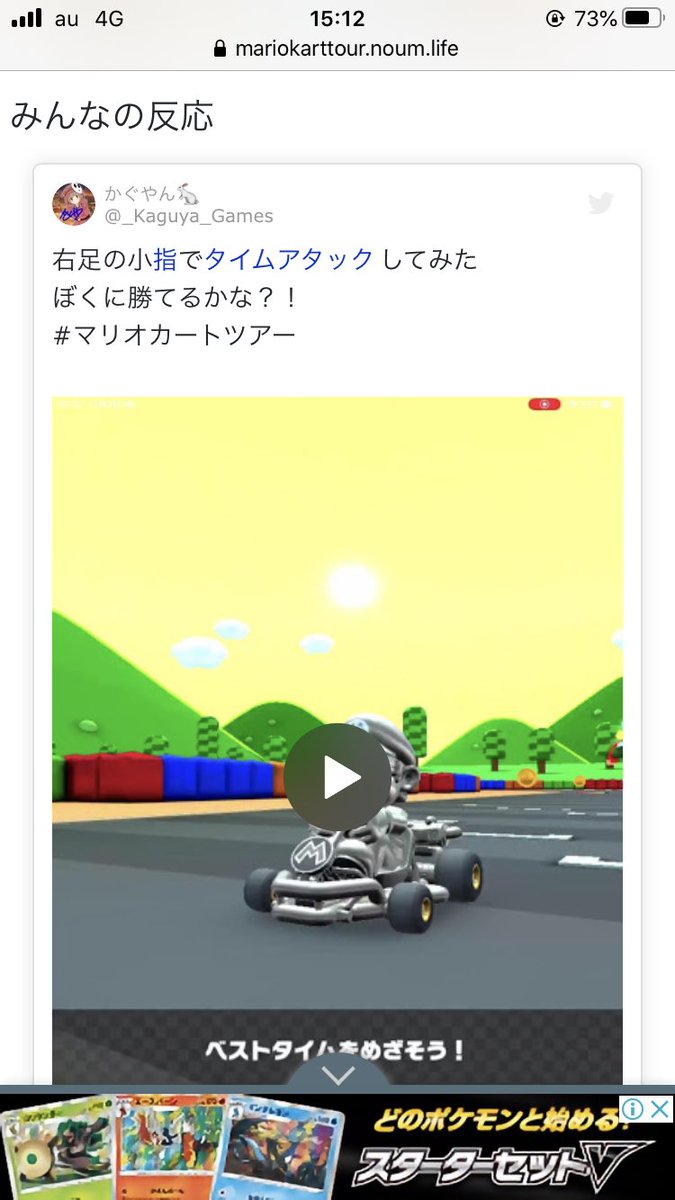 au 4G 15:12 73%
mariokarttour.noum.life
みんなの反応
かぐやん🐇
@_Kaguya_Games
右足の小指でタイムアタック してみた
ぼくに勝てるかな？！
#マリオカートツアー
M
ベストタイムをめざそう！
どのポケモンと始める?
スターターセットV